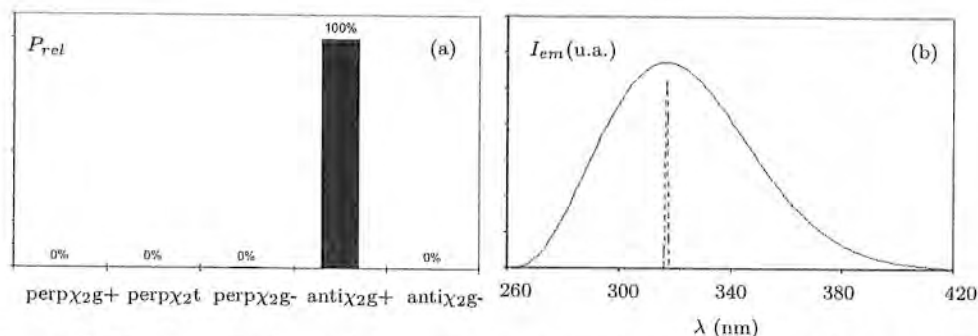 P_rel
100%
(a)
0%
0%
0%
0%
perpχ₂g+ perpχ₂t perpχ₂g- antiχ₂g+ antiχ₂g-
I_em(u.a.)
(b)
260 300 340 380 420
λ (nm)